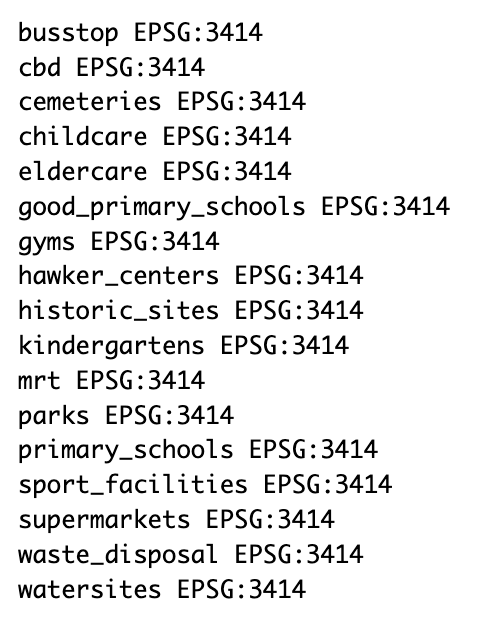 busstop EPSG:3414
cbd EPSG:3414
cemeteries EPSG:3414
childcare EPSG:3414
eldercare EPSG:3414
good_primary_schools EPSG:3414
gyms EPSG:3414
hawker_centers EPSG:3414
historic_sites EPSG:3414
kindergartens EPSG:3414
mrt EPSG:3414
parks EPSG:3414
primary_schools EPSG:3414
sport_facilities EPSG:3414
supermarkets EPSG:3414
waste_disposal EPSG:3414
watersites EPSG:3414